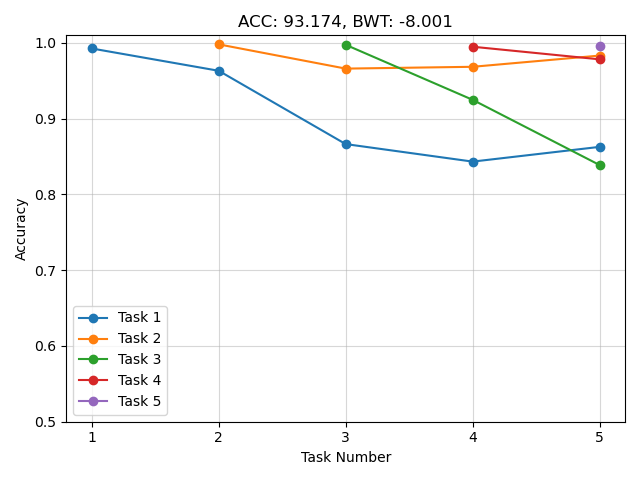 ACC: 93.174, BWT: -8.001
1.0
0.9
0.8
0.7
0.6
0.5
Accuracy
Task 1
Task 2
Task 3
Task 4
Task 5
1 2 3 4 5
Task Number